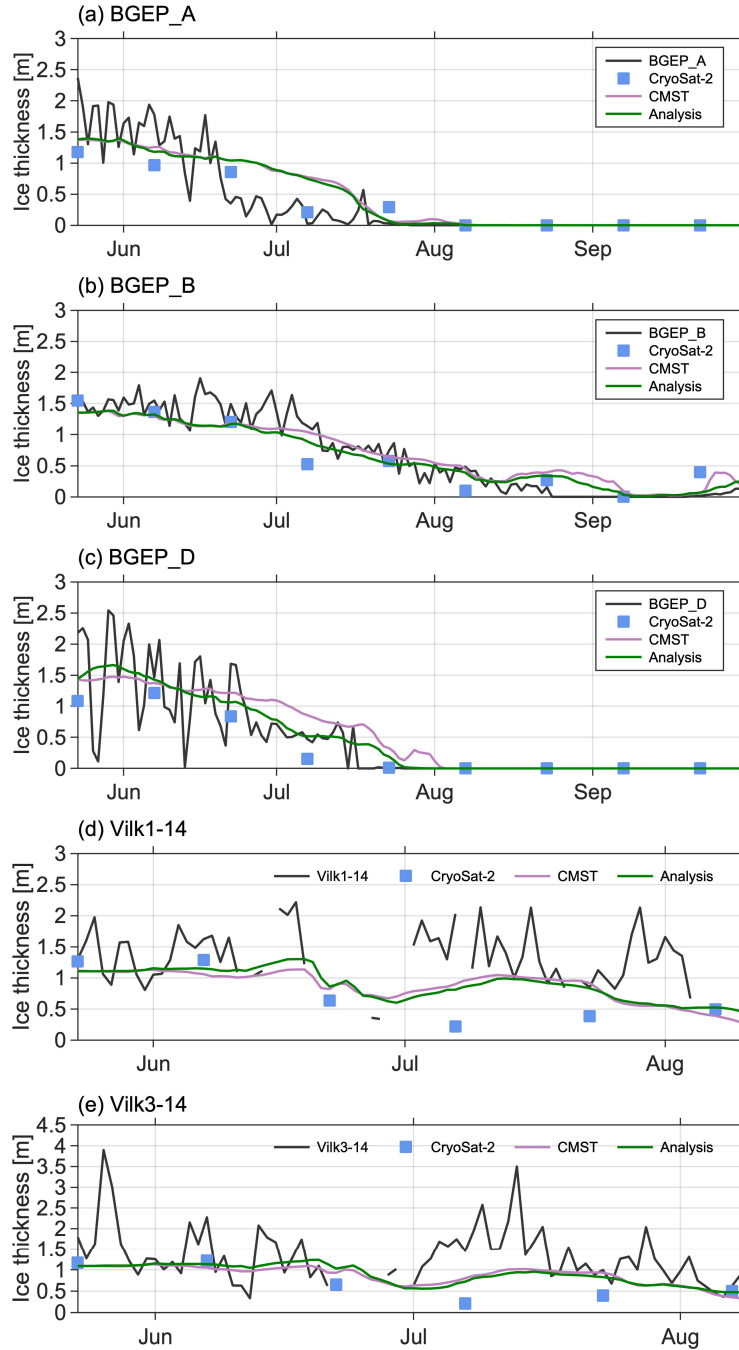 (a) BGEP_A
Ice thickness [m]
3
2.5
2
1.5
1
0.5
0
BGEP_A
CryoSat-2
CMST
Analysis
Jun Jul Aug Sep
(b) BGEP_B
Ice thickness [m]
3
2.5
2
1.5
1
0.5
0
BGEP_B
CryoSat-2
CMST
Analysis
Jun Jul Aug Sep
(c) BGEP_D
Ice thickness [m]
3
2.5
2
1.5
1
0.5
0
BGEP_D
CryoSat-2
CMST
Analysis
Jun Jul Aug Sep
(d) Vilk1-14
Ice thickness [m]
3
2.5
2
1.5
1
0.5
0
Vilk1-14 CryoSat-2 CMST Analysis
Jun Jul Aug
(e) Vilk3-14
Ice thickness [m]
4.5
3.5
3
2.5
2
1.5
1
0.5
0
Vilk3-14 CryoSat-2 CMST Analysis
Jun Jul Aug